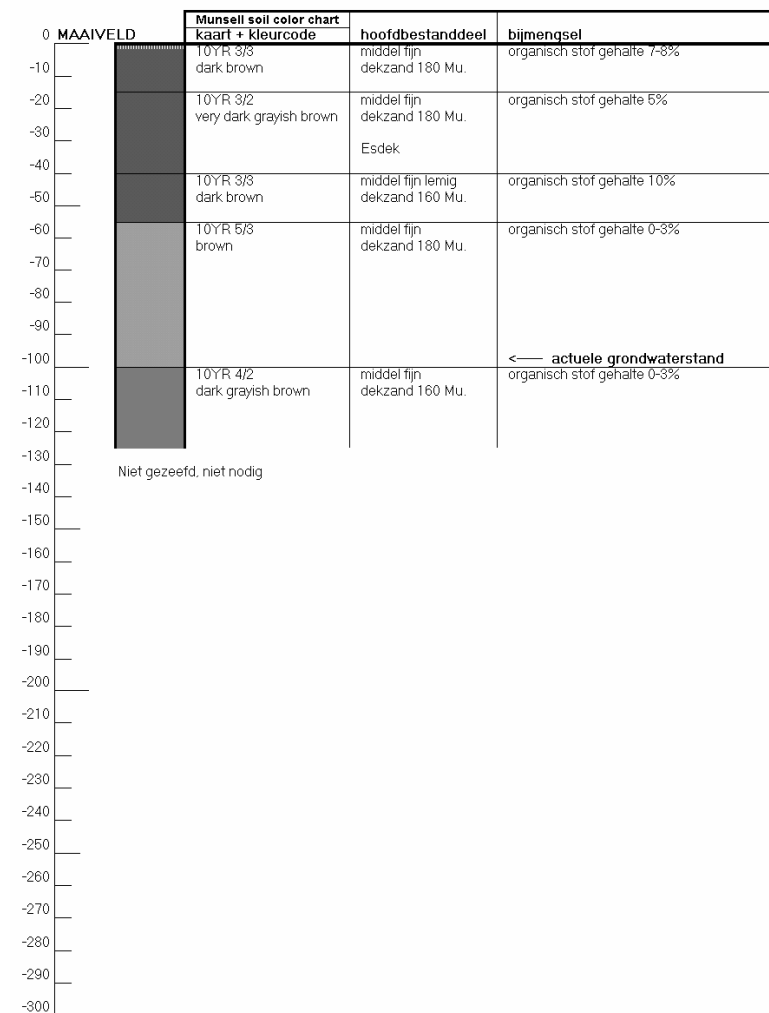 Munsell soil color chart
0 MAAIVELD kaart + kleurcode hoofdbestanddeel bijmengsel
10YR 3/3 middel fijn organisch stof gehalte 7-8%
-10 dark brown dekzand 180 Mu.
-20 10YR 3/2 middel fijn organisch stof gehalte 5%
very dark grayish brown dekzand 180 Mu.
-30
Esdek
-40
10YR 3/3 middel fijn lemig organisch stof gehalte 10%
-50 dark brown dekzand 160 Mu.
-60 10YR 5/3 middel fijn organisch stof gehalte 0-3%
brown dekzand 180 Mu.
-70
-80
-90
-100 <—— actuele grondwaterstand
10YR 4/2 middel fijn organisch stof gehalte 0-3%
-110 dark grayish brown dekzand 160 Mu.
-120
-130
Niet gezeefd, niet nodig
-140
-150
-160
-170
-180
-190
-200
-210
-220
-230
-240
-250
-260
-270
-280
-290
-300